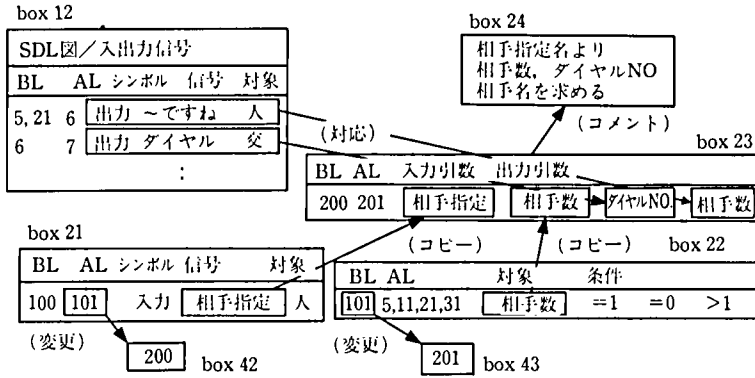 box 12
SDL図／入出力信号
BL AL シンボル 信号 対象
5, 21 6 出力 ～ですね 人
6 7 出力 ダイヤル 交
:
box 24
相手指定名より
相手数, ダイヤルNO
相手名を求める
(コメント)
(対応)
box 23
BL AL 入力引数 出力引数
200 201 相手指定 相手数 ダイヤルNO. 相手数
(コピー) (コピー)
box 21
BL AL シンボル 信号 対象
100 101 入力 相手指定 人
(変更)
200 box 42
box 22
BL AL 対象 条件
101 5,11,21,31 相手数 =1 =0 >1
(変更)
201 box 43